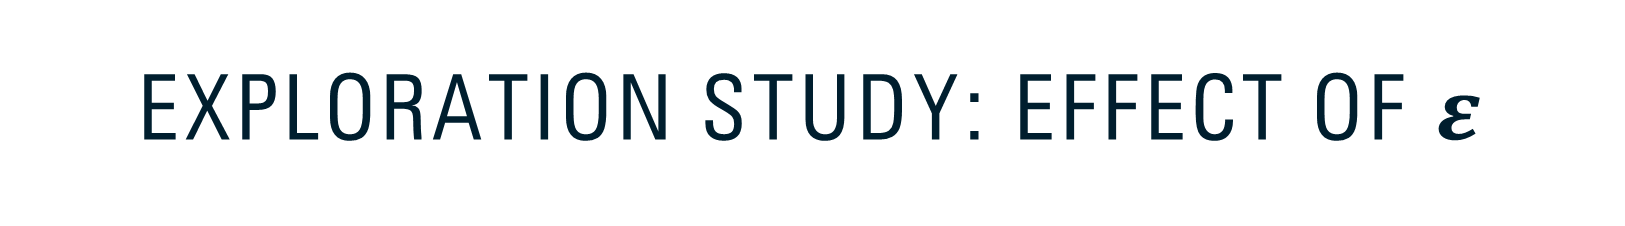 EXPLORATION STUDY: EFFECT OF ε